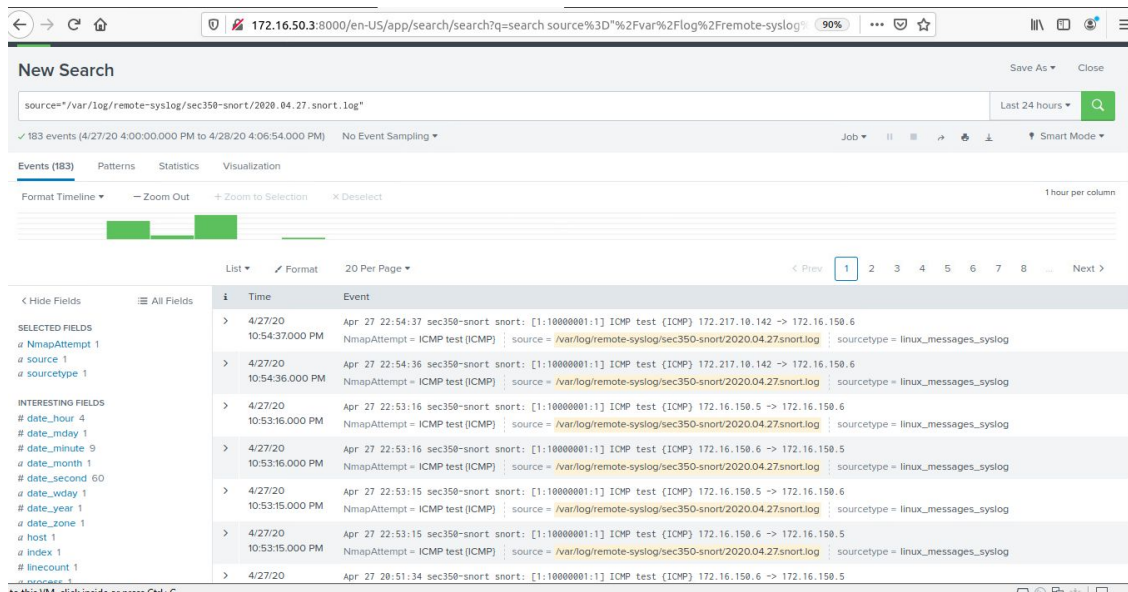 172.16.50.3:8000/en-US/app/search/search?q=search source%3D"%2Fvar%2Flog%2Fremote-syslog% 90%
New Search
Save As Close
source="/var/log/remote-syslog/sec350-snort/2020.04.27.snort.log" Last 24 hours
183 events (4/27/20 4:00:00.000 PM to 4/28/20 4:06:54.000 PM) No Event Sampling Job Smart Mode
Events (183) Patterns Statistics Visualization
Format Timeline — Zoom Out + Zoom to Selection × Deselect 1 hour per column
List Format 20 Per Page < Prev 1 2 3 4 5 6 7 8 ... Next >
< Hide Fields All Fields
SELECTED FIELDS
a NmapAttempt 1
a source 1
a sourcetype 1
INTERESTING FIELDS
# date_hour 4
# date_mday 1
# date_minute 9
a date_month 1
# date_second 60
a date_wday 1
# date_year 1
a date_zone 1
a host 1
a index 1
# linecount 1
a process 1
i Time Event
> 4/27/20 Apr 27 22:54:37 sec350-snort snort: [1:10000001:1] ICMP test {ICMP} 172.217.10.142 -> 172.16.150.6
10:54:37.000 PM NmapAttempt = ICMP test {ICMP} source = /var/log/remote-syslog/sec350-snort/2020.04.27.snort.log sourcetype = linux_messages_syslog
> 4/27/20 Apr 27 22:54:36 sec350-snort snort: [1:10000001:1] ICMP test {ICMP} 172.217.10.142 -> 172.16.150.6
10:54:36.000 PM NmapAttempt = ICMP test {ICMP} source = /var/log/remote-syslog/sec350-snort/2020.04.27.snort.log sourcetype = linux_messages_syslog
> 4/27/20 Apr 27 22:53:16 sec350-snort snort: [1:10000001:1] ICMP test {ICMP} 172.16.150.5 -> 172.16.150.6
10:53:16.000 PM NmapAttempt = ICMP test {ICMP} source = /var/log/remote-syslog/sec350-snort/2020.04.27.snort.log sourcetype = linux_messages_syslog
> 4/27/20 Apr 27 22:53:16 sec350-snort snort: [1:10000001:1] ICMP test {ICMP} 172.16.150.6 -> 172.16.150.5
10:53:16.000 PM NmapAttempt = ICMP test {ICMP} source = /var/log/remote-syslog/sec350-snort/2020.04.27.snort.log sourcetype = linux_messages_syslog
> 4/27/20 Apr 27 22:53:15 sec350-snort snort: [1:10000001:1] ICMP test {ICMP} 172.16.150.5 -> 172.16.150.6
10:53:15.000 PM NmapAttempt = ICMP test {ICMP} source = /var/log/remote-syslog/sec350-snort/2020.04.27.snort.log sourcetype = linux_messages_syslog
> 4/27/20 Apr 27 22:53:15 sec350-snort snort: [1:10000001:1] ICMP test {ICMP} 172.16.150.6 -> 172.16.150.5
10:53:15.000 PM NmapAttempt = ICMP test {ICMP} source = /var/log/remote-syslog/sec350-snort/2020.04.27.snort.log sourcetype = linux_messages_syslog
> 4/27/20 Apr 27 20:51:34 sec350-snort snort: [1:10000001:1] ICMP test {ICMP} 172.16.150.6 -> 172.16.150.5
to this VM, click inside or press Ctrl+G.